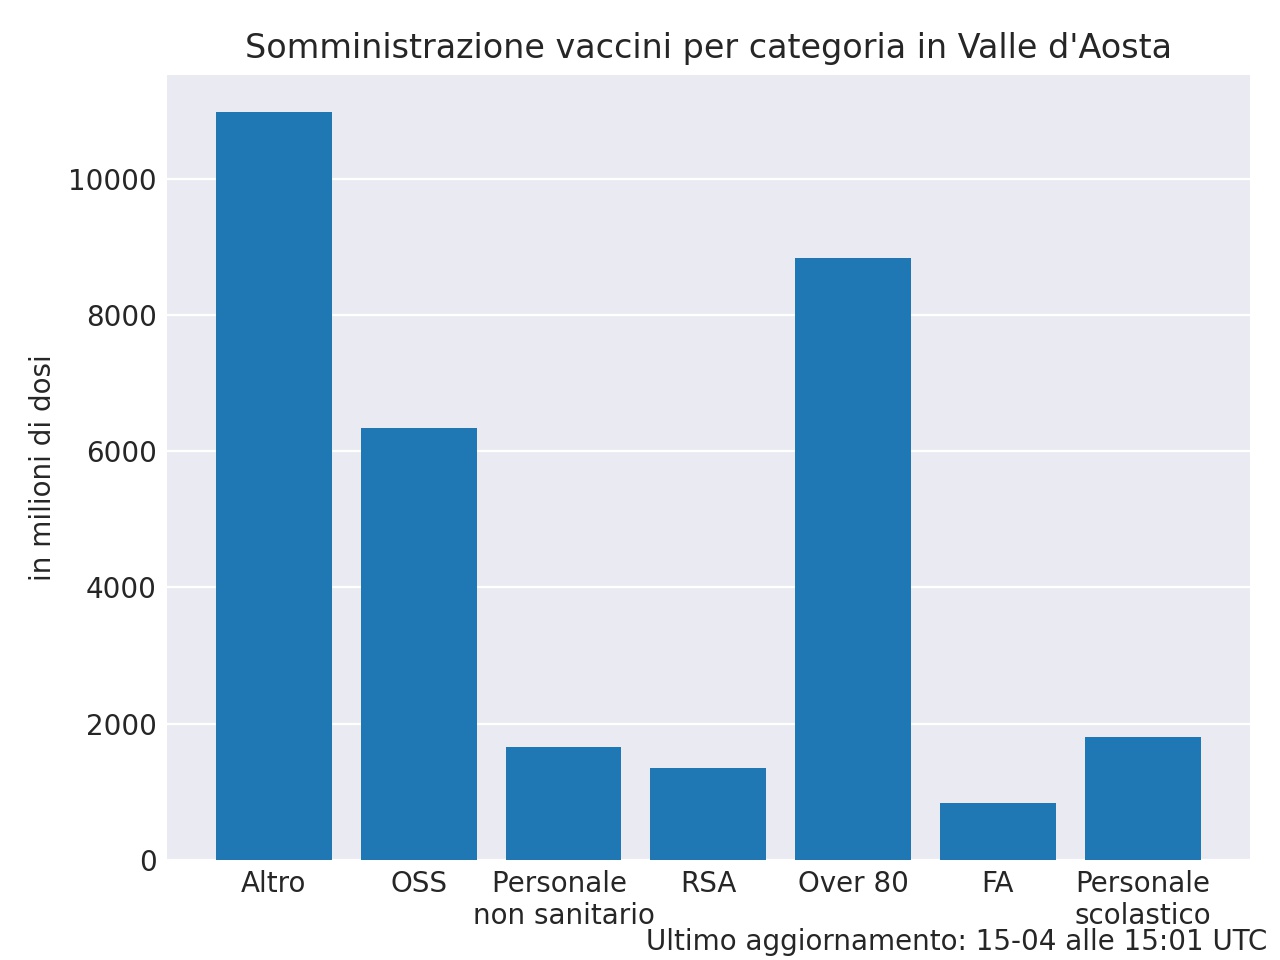 Somministrazione vaccini per categoria in Valle d'Aosta
in milioni di dosi
10000
8000
6000
4000
2000
0
Altro
OSS
Personale
non sanitario
RSA
Over 80
FA
Personale
scolastico
Ultimo aggiornamento: 15-04 alle 15:01 UTC